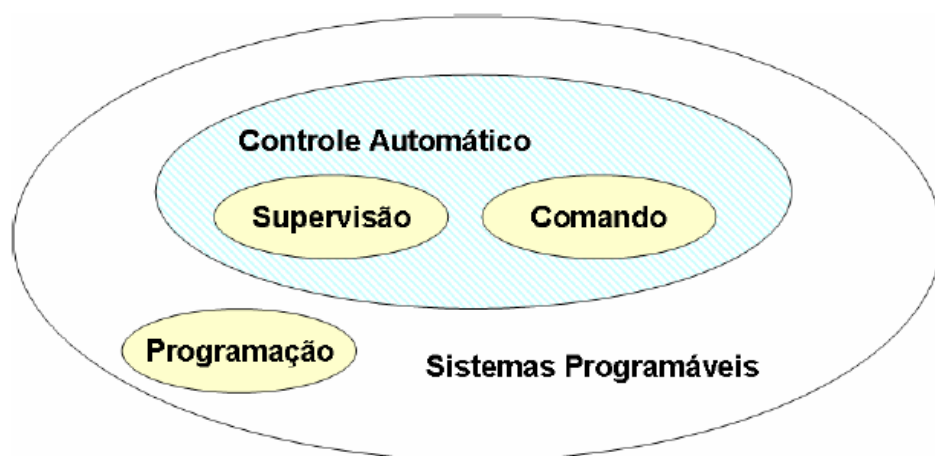 Controle Automático
Supervisão
Comando
Programação
Sistemas Programáveis